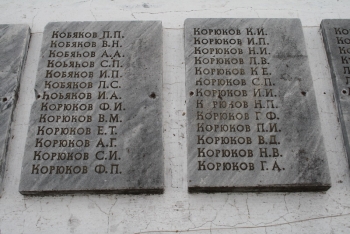 Кобяков П.П.
Кобяков В.Н.
Кобяков А.А.
Кобяков С.П.
Кобяков И.П.
Кобяков Л.С.
Кобяков И.А.
Корюков Ф.И.
Корюков В.М.
Корюков Е.Т.
Корюков А.Г.
Корюков С.И.
Корюков Ф.П.
Корюков К.И.
Корюков И.П.
Корюков Н.И.
Корюков Л.В.
Корюков К.Е.
Корюков С.П.
Корюков И.И.
Корюков Н.П.
Корюков Г.Ф.
Корюков П.И.
Корюков В.Д.
Корюков Н.В.
Корюков Г.А.